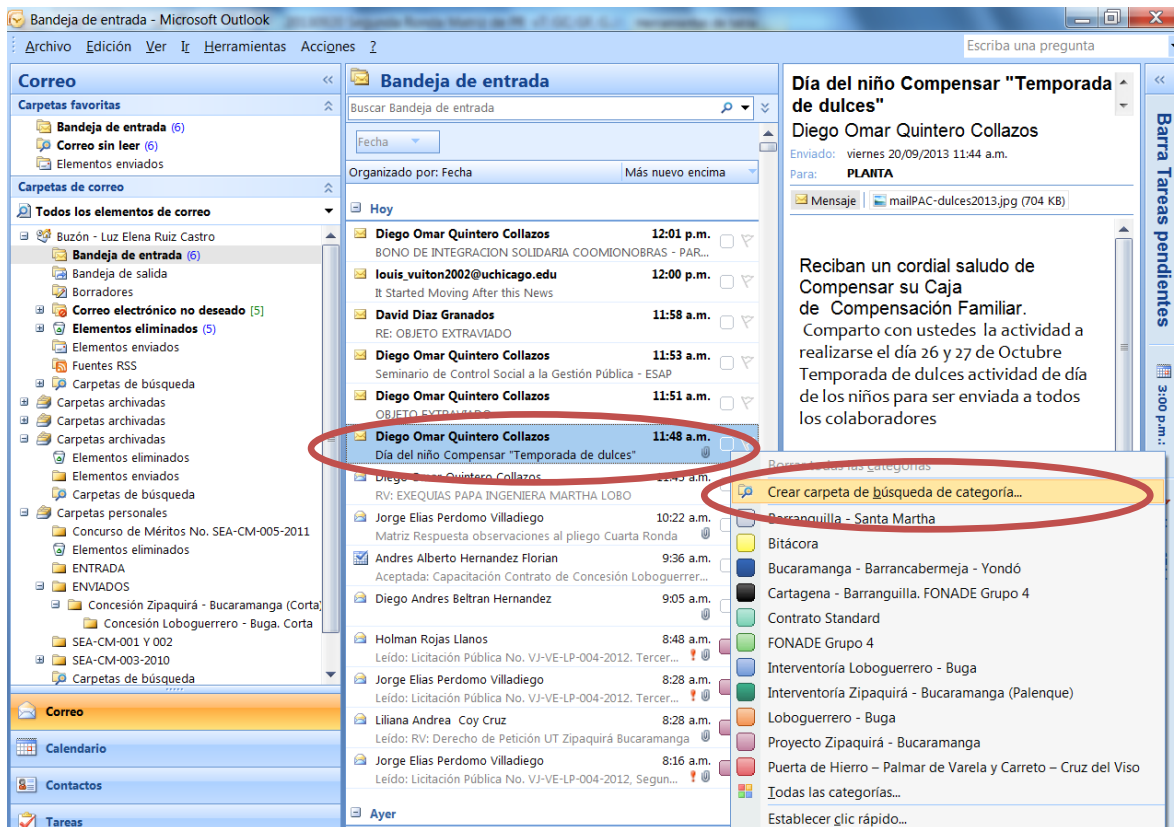 Bandeja de entrada - Microsoft Outlook
Archivo Edición Ver Ir Herramientas Acciones ?
Escriba una pregunta
Correo
Carpetas favoritas
Bandeja de entrada (6)
Correo sin leer (6)
Elementos enviados
Carpetas de correo
Todos los elementos de correo
Buzón - Luz Elena Ruiz Castro
Bandeja de entrada (6)
Bandeja de salida
Borradores
Correo electrónico no deseado [5]
Elementos eliminados (5)
Elementos enviados
Fuentes RSS
Carpetas de búsqueda
Carpetas archivadas
Carpetas archivadas
Carpetas archivadas
Elementos eliminados
Elementos enviados
Carpetas de búsqueda
Carpetas personales
Concurso de Méritos No. SEA-CM-005-2011
Elementos eliminados
ENTRADA
ENVIADOS
Concesión Zipaquirá - Bucaramanga (Corta)
Concesión Loboguerrero - Buga. Corta
SEA-CM-001 Y 002
SEA-CM-003-2010
Carpetas de búsqueda
Correo
Calendario
Contactos
Tareas
Bandeja de entrada
Buscar Bandeja de entrada
Fecha
Organizado por: Fecha Más nuevo encima
Hoy
Diego Omar Quintero Collazos 12:01 p.m.
BONO DE INTEGRACION SOLIDARIA COOMIONOBRAS - PAR...
louis_vuiton2002@uchicago.edu 12:00 p.m.
It Started Moving After this News
David Diaz Granados 11:58 a.m.
RE: OBJETO EXTRAVIADO
Diego Omar Quintero Collazos 11:53 a.m.
Seminario de Control Social a la Gestión Pública - ESAP
Diego Omar Quintero Collazos 11:51 a.m.
OBJETO EXTRAVIADO
Diego Omar Quintero Collazos 11:48 a.m.
Día del niño Compensar "Temporada de dulces"
Diego Omar Quintero Collazos 11:45 a.m.
RV: EXEQUIAS PAPA INGENIERA MARTHA LOBO
Jorge Elias Perdomo Villadiego 10:22 a.m.
Matriz Respuesta observaciones al pliego Cuarta Ronda
Andres Alberto Hernandez Florian 9:36 a.m.
Aceptada: Capacitación Contrato de Concesión Loboguerrer...
Diego Andres Beltran Hernandez 9:05 a.m.
Holman Rojas Llanos 8:48 a.m.
Leído: Licitación Pública No. VJ-VE-LP-004-2012. Tercer...
Jorge Elias Perdomo Villadiego 8:28 a.m.
Leído: Licitación Pública No. VJ-VE-LP-004-2012. Tercer...
Liliana Andrea Coy Cruz 8:28 a.m.
Leído: RV: Derecho de Petición UT Zipaquirá Bucaramanga
Jorge Elias Perdomo Villadiego 8:16 a.m.
Leído: Licitación Pública No. VJ-VE-LP-004-2012, Segun...
Ayer
Día del niño Compensar "Temporada
de dulces"
Diego Omar Quintero Collazos
Enviado: viernes 20/09/2013 11:44 a.m.
Para: PLANTA
Mensaje mailPAC-dulces2013.jpg (704 KB)
Reciban un cordial saludo de
Compensar su Caja
de Compensación Familiar.
Comparto con ustedes la actividad a
realizarse el día 26 y 27 de Octubre
Temporada de dulces actividad de día
de los niños para ser enviada a todos
los colaboradores
Borrar todas las categorías
Crear carpeta de búsqueda de categoría...
Barranquilla - Santa Martha
Bitácora
Bucaramanga - Barrancabermeja - Yondó
Cartagena - Barranguilla. FONADE Grupo 4
Contrato Standard
FONADE Grupo 4
Interventoría Loboguerrero - Buga
Interventoría Zipaquirá - Bucaramanga (Palenque)
Loboguerrero - Buga
Proyecto Zipaquirá - Bucaramanga
Puerta de Hierro – Palmar de Varela y Carreto – Cruz del Viso
Todas las categorías...
Establecer clic rápido...
Barra Tareas pendientes
3:00 p.m.: